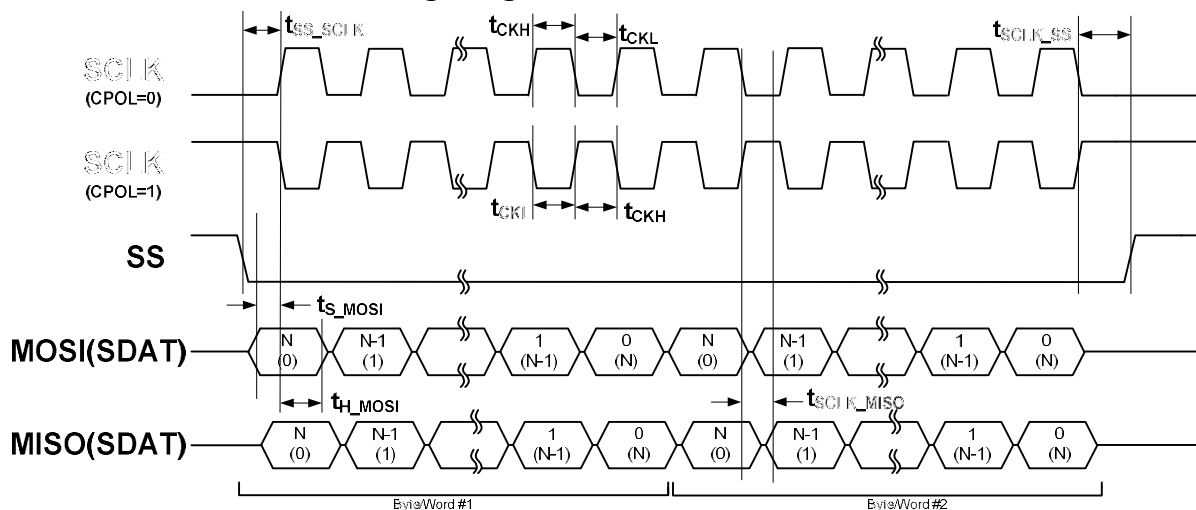 tSS_SCLK
tCKH
tCKL
tSCLK_SS
SCLK
(CPOL=0)
SCLK
(CPOL=1)
tCKL
tCKH
SS
tS_MOSI
MOSI(SDAT)
N N-1 1 0 N N-1 1 0
(0) (1) (N-1) (N) (0) (1) (N-1) (N)
tH_MOSI
tSCLK_MISO
MISO(SDAT)
N N-1 1 0 N N-1 1 0
(0) (1) (N-1) (N) (0) (1) (N-1) (N)
Byte/Word #1
Byte/Word #2